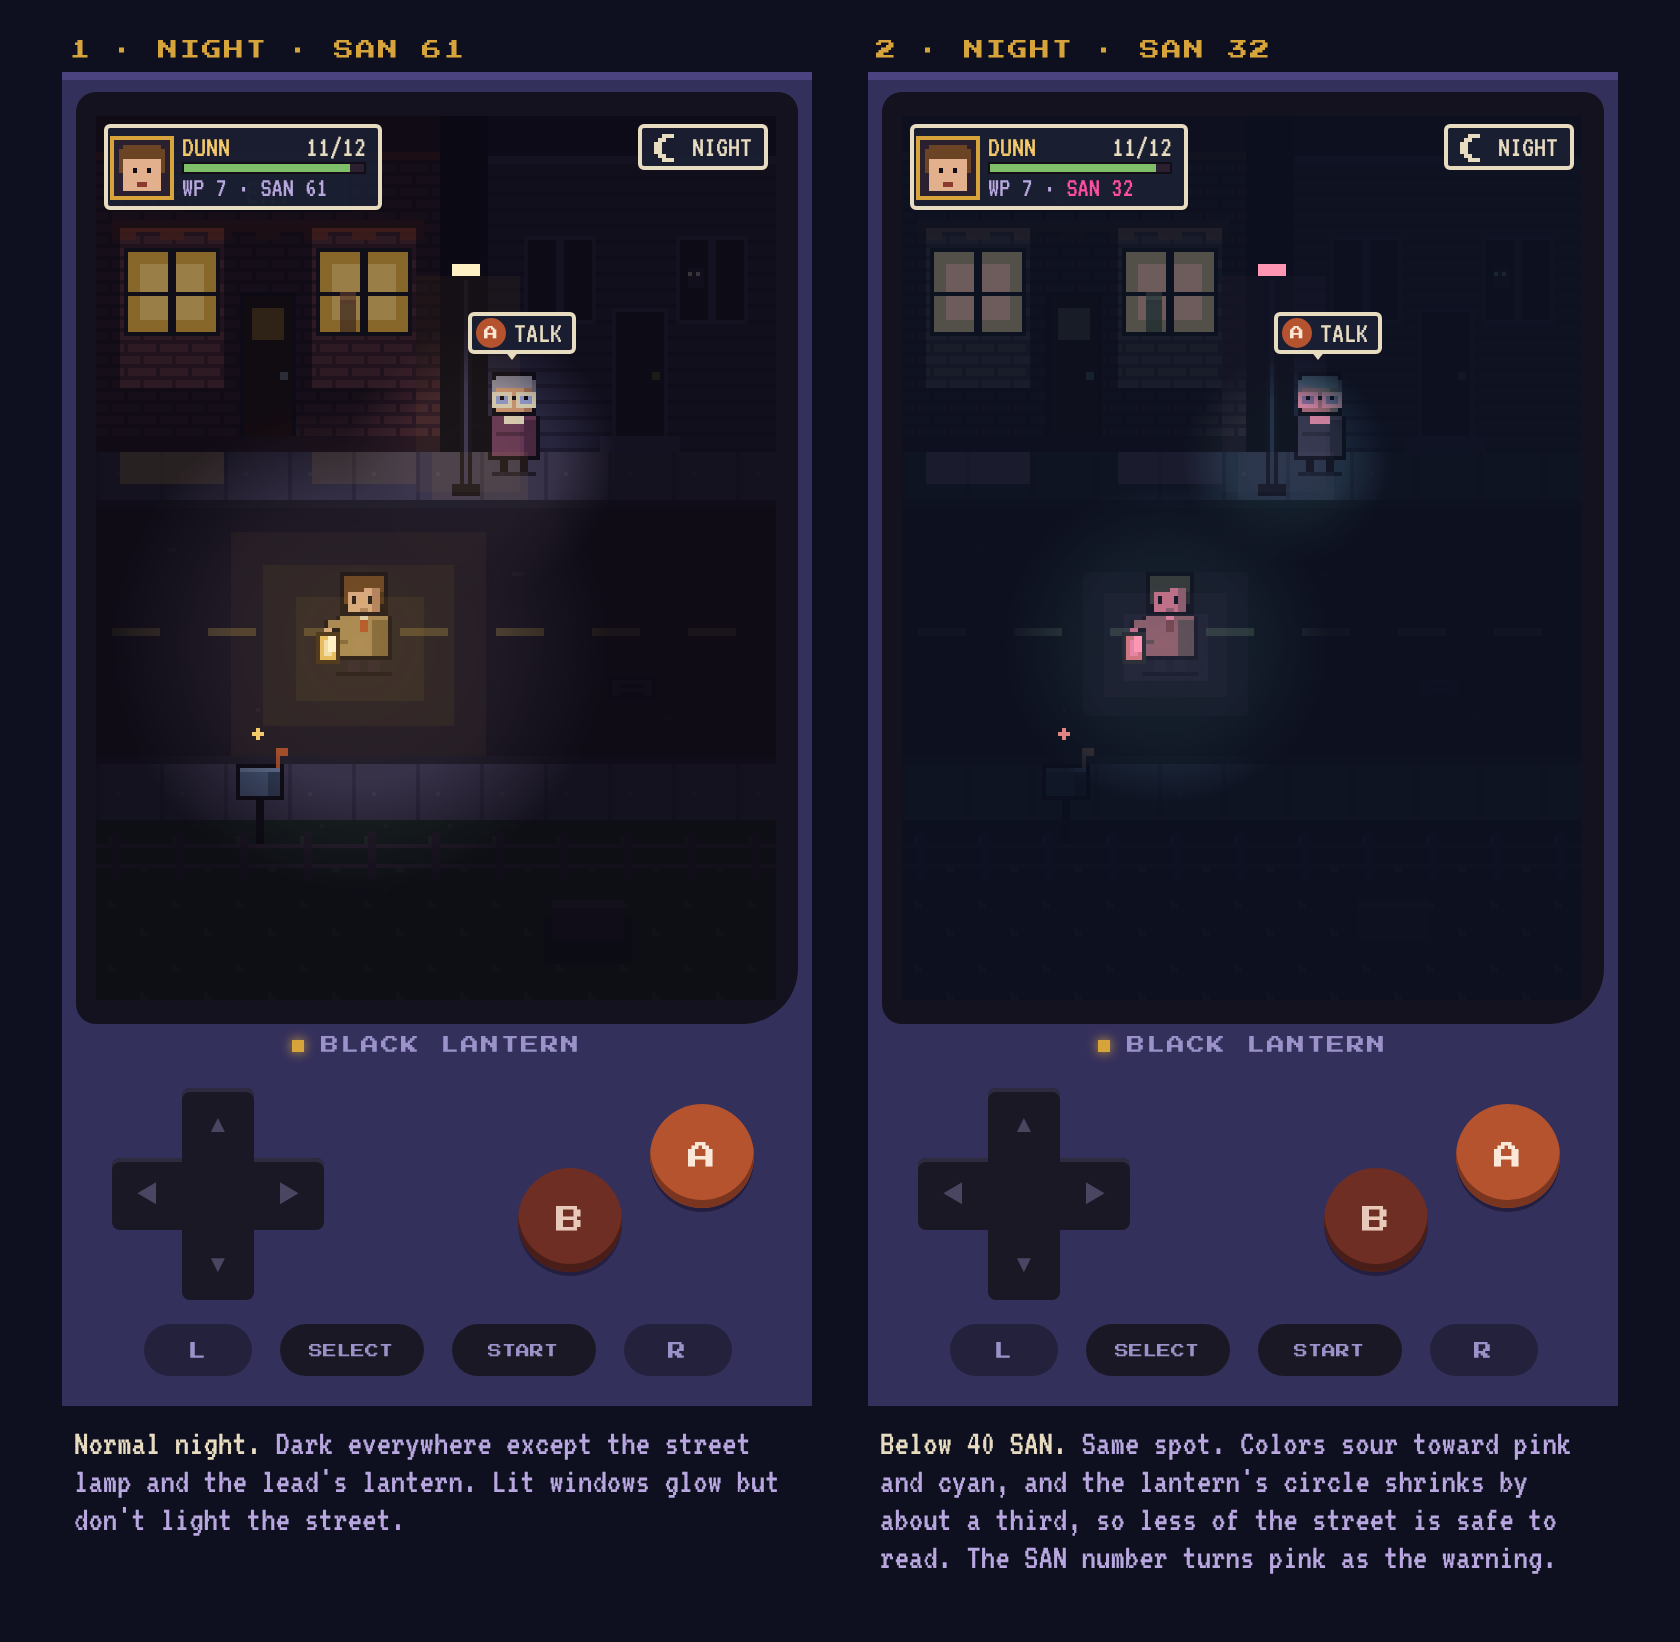 1 · NIGHT · SAN 61
DUNN 11/12
WP 7 · SAN 61
NIGHT
A TALK
BLACK LANTERN
A
B
L SELECT START R
Normal night. Dark everywhere except the street
lamp and the lead's lantern. Lit windows glow but
don't light the street.
2 · NIGHT · SAN 32
DUNN 11/12
WP 7 · SAN 32
NIGHT
A TALK
BLACK LANTERN
A
B
L SELECT START R
Below 40 SAN. Same spot. Colors sour toward pink
and cyan, and the lantern's circle shrinks by
about a third, so less of the street is safe to
read. The SAN number turns pink as the warning.